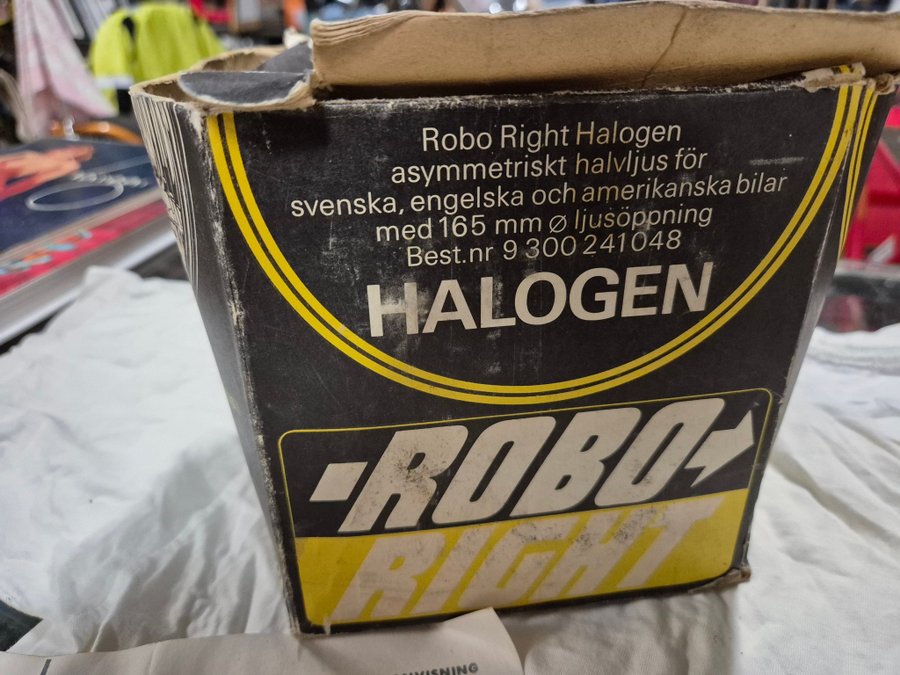 Robo Right Halogen
asymmetriskt halvljus för
svenska, engelska och amerikanska bilar
med 165 mm ⌀ ljusöppning
Best.nr 9 300 241048
HALOGEN
ROBO
RIGHT